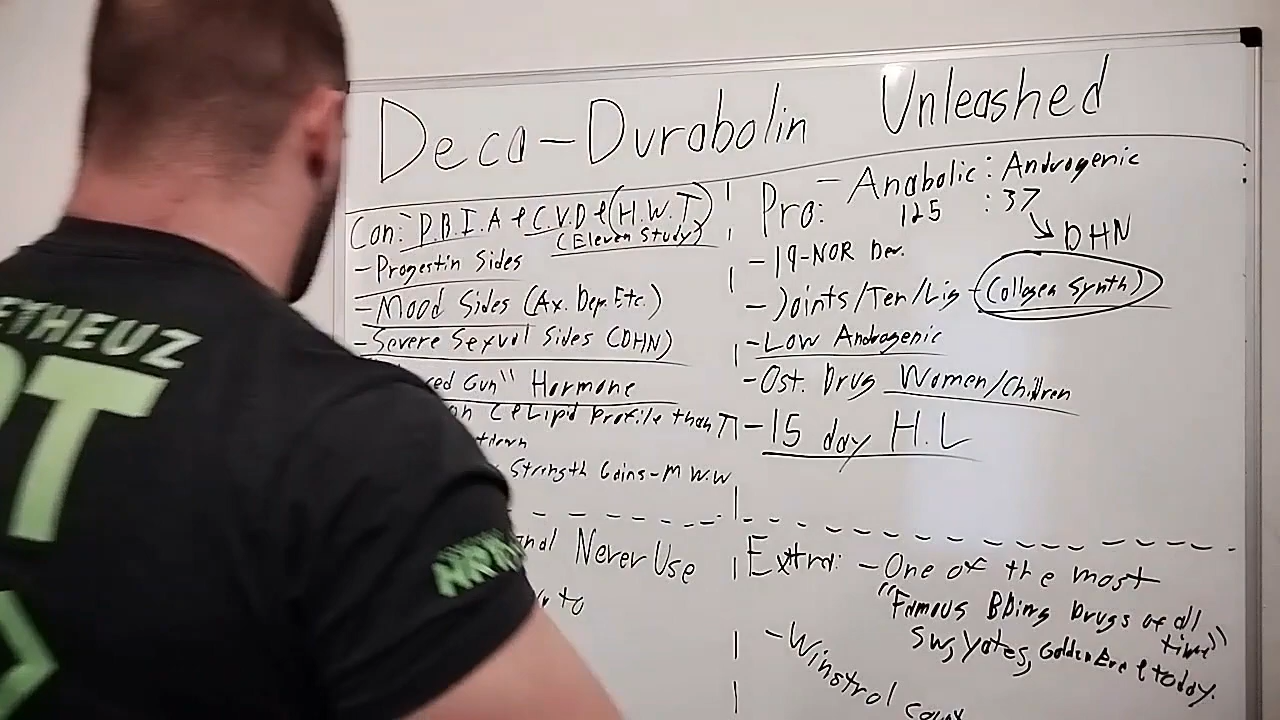 Deca-Durabolin Unleashed
Con: P.B.I.A & C.V.D & (H.W.T)
(Eleven Study)
-Progestin Sides
-Mood Sides (Ax. Dep. Etc.)
-Severe Sexual Sides (DHN)
Gun" Hormone
Lipid Profile than T
Strength Gains-M W.W
Never Use
to
Pro: - Anabolic : Androgenic
125 : 37
DHN
-19-NOR Der.
-Joints/Ten/Lig - (Collagen Synth)
-Low Androgenic
-Ost. Drug Women/Children
-15 day H.L
Extra: -One of the most
"Famous BBing Drugs of all
time"
Sw, Yates, Golden Era & today.
-Winstrol
ETHEUZ